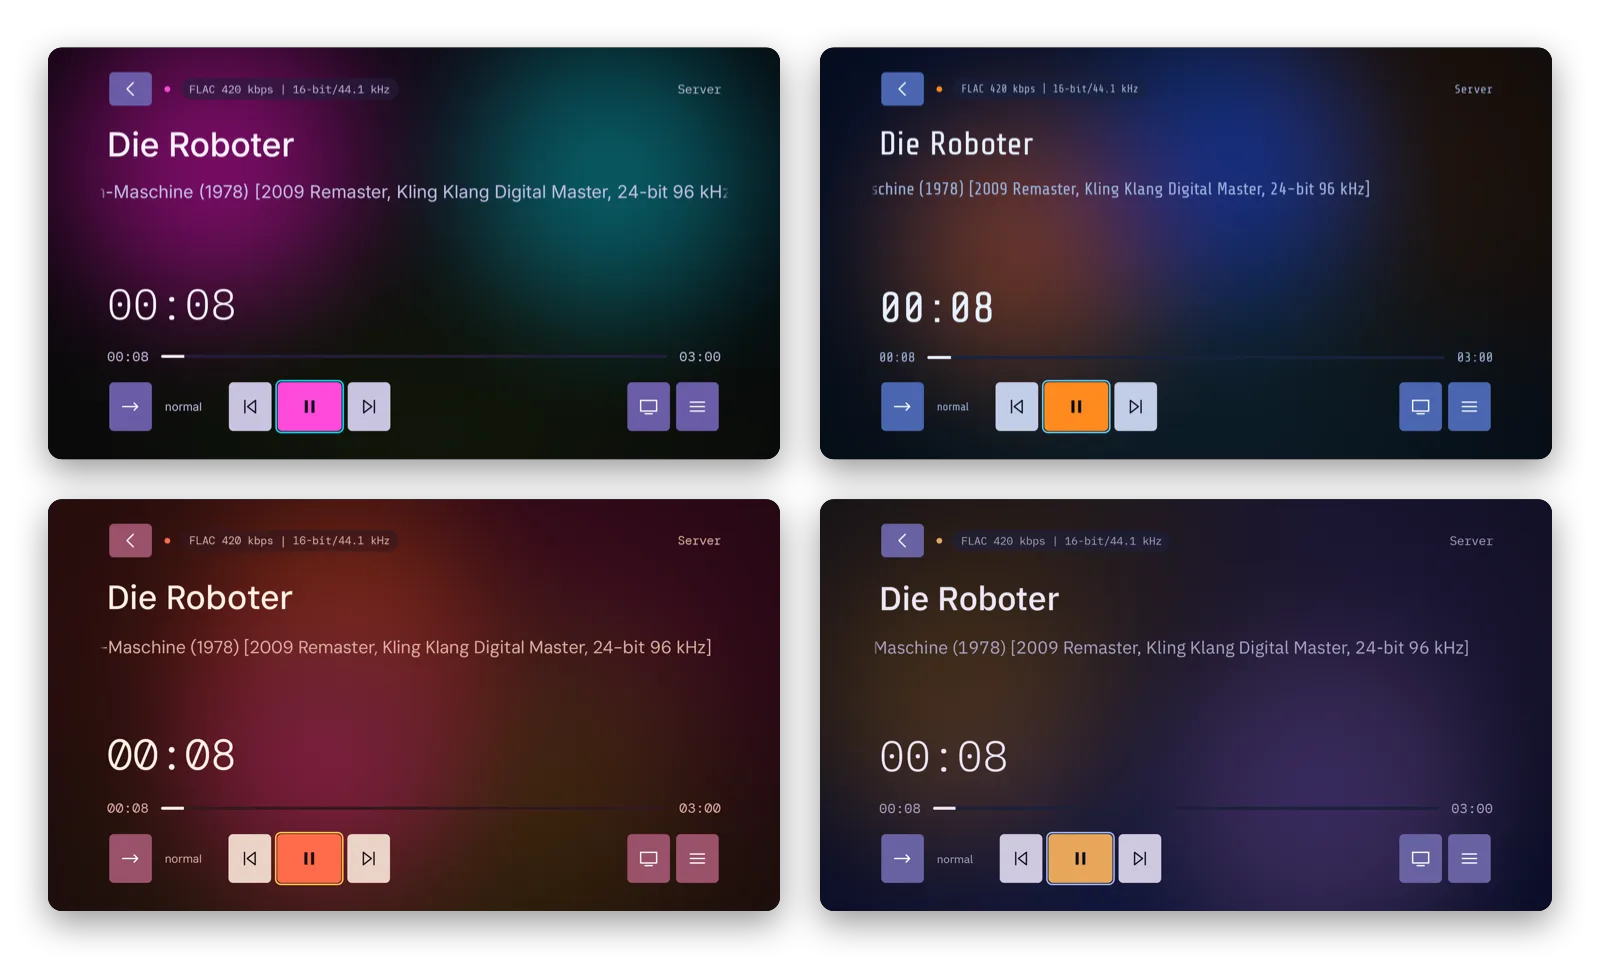 FLAC 420 kbps | 16-bit/44.1 kHz
Server
Die Roboter
-Maschine (1978) [2009 Remaster, Kling Klang Digital Master, 24-bit 96 kHz
00:08
00:08
03:00
normal
FLAC 420 kbps | 16-bit/44.1 kHz
Server
Die Roboter
schine (1978) [2009 Remaster, Kling Klang Digital Master, 24-bit 96 kHz]
00:08
00:08
03:00
normal
FLAC 420 kbps | 16-bit/44.1 kHz
Server
Die Roboter
-Maschine (1978) [2009 Remaster, Kling Klang Digital Master, 24-bit 96 kHz]
00:08
00:08
03:00
normal
FLAC 420 kbps | 16-bit/44.1 kHz
Server
Die Roboter
Maschine (1978) [2009 Remaster, Kling Klang Digital Master, 24-bit 96 kHz]
00:08
00:08
03:00
normal